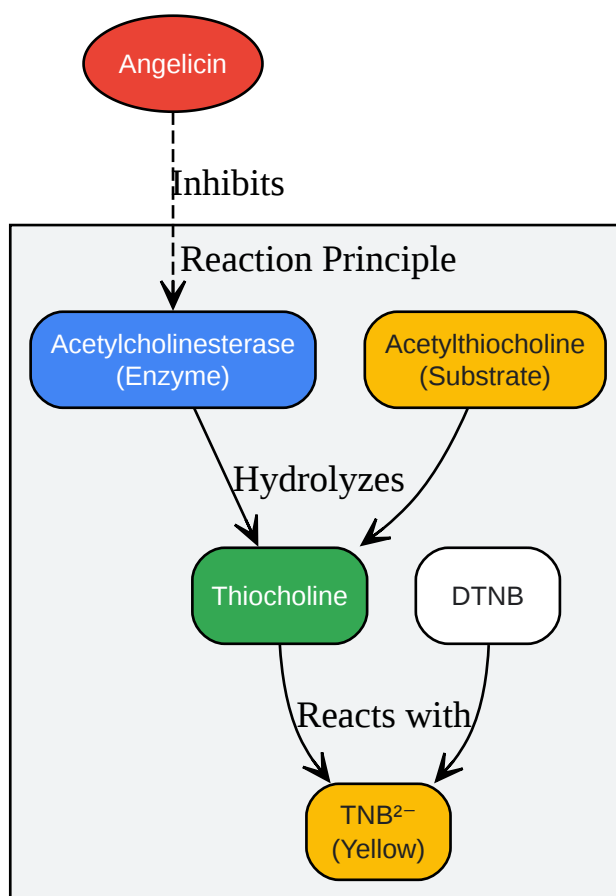 Angelicin
Inhibits
Reaction Principle
Acetylcholinesterase
(Enzyme)
Acetylthiocholine
(Substrate)
Hydrolyzes
Thiocholine
DTNB
Reacts with
TNB²⁻
(Yellow)